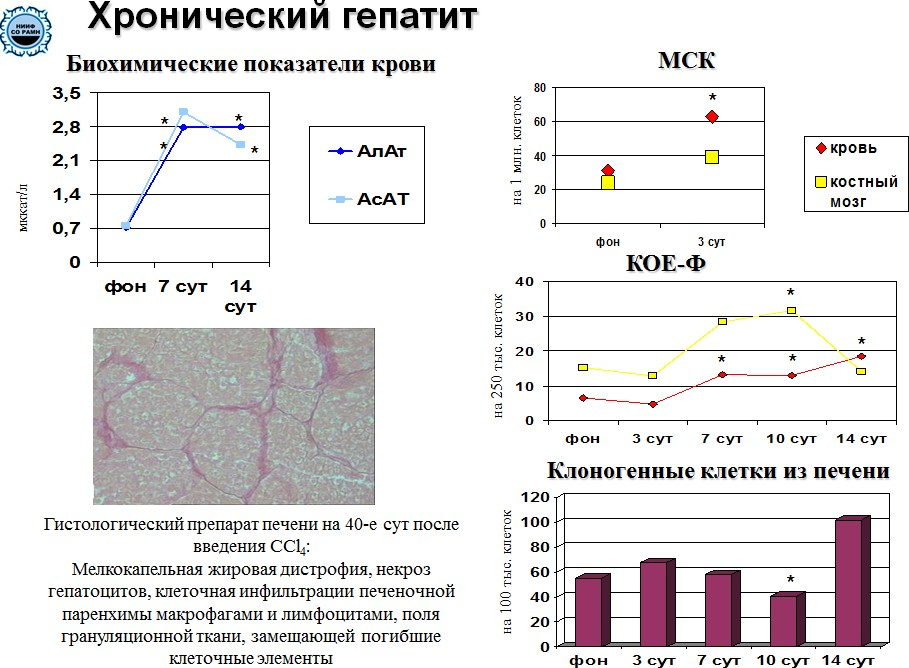 Хронический гепатит
НИИФ
СО РАМН
Биохимические показатели крови
3,5
2,8
2,1
1,4
0,7
0
мккат/л
* *
* *
фон 7 сут 14
сут
АлАт
АсАТ
Гистологический препарат печени на 40-е сут после
введения CCl4:
Мелкокапельная жировая дистрофия, некроз
гепатоцитов, клеточная инфильтрации печеночной
паренхимы макрофагами и лимфоцитами, поля
грануляционной ткани, замещающей погибшие
клеточные элементы
МСК
80
60
40
20
0
на 1 млн. клеток
*
фон 3 сут
кровь
костный
мозг
КОЕ-Ф
40
30
20
10
0
на 250 тыс. клеток
*
* * *
фон 3 сут 7 сут 10 сут 14 сут
Клоногенные клетки из печени
120
100
80
60
40
20
0
на 100 тыс. клеток
*
фон 3 сут 7 сут 10 сут 14 сут